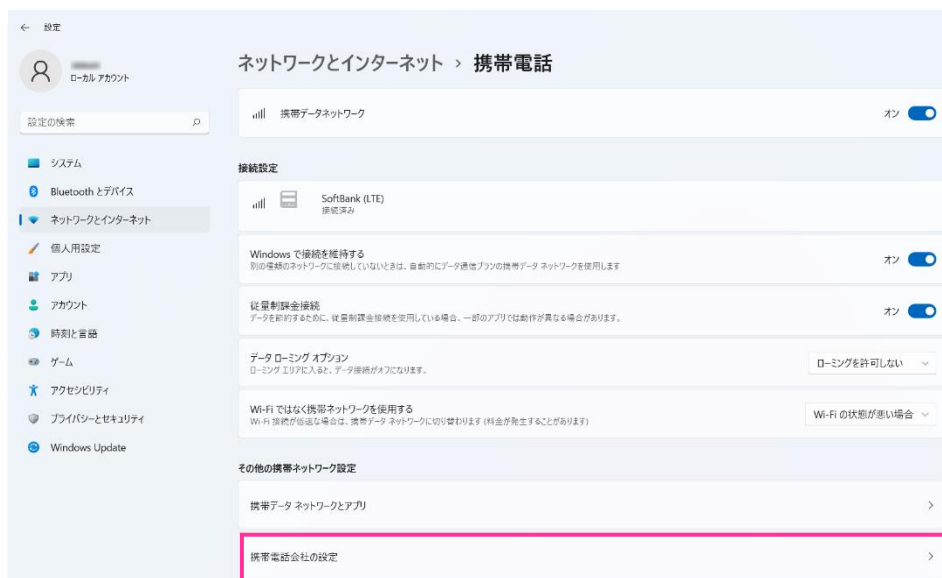 ← 設定
ローカル アカウント
設定の検索
システム
Bluetooth とデバイス
ネットワークとインターネット
個人用設定
アプリ
アカウント
時刻と言語
ゲーム
アクセシビリティ
プライバシーとセキュリティ
Windows Update
ネットワークとインターネット › 携帯電話
携帯データネットワーク
オン
接続設定
SoftBank (LTE)
接続済み
Windows で接続を維持する
オン
別の種類のネットワークに接続していないときは、自動的にデータ通信プランの携帯データ ネットワークを使用します
従量制課金接続
オン
データを節約するために、従量制課金接続を使用している場合、一部のアプリでは動作が異なる場合があります。
データ ローミング オプション
ローミングを許可しない
ローミング エリアに入ると、データ接続がオフになります。
Wi-Fi ではなく携帯ネットワークを使用する
Wi-Fi の状態が悪い場合
Wi-Fi 接続が低速な場合は、携帯データ ネットワークに切り替わります (料金が発生することがあります)
その他の携帯ネットワーク設定
携帯データ ネットワークとアプリ
携帯電話会社の設定